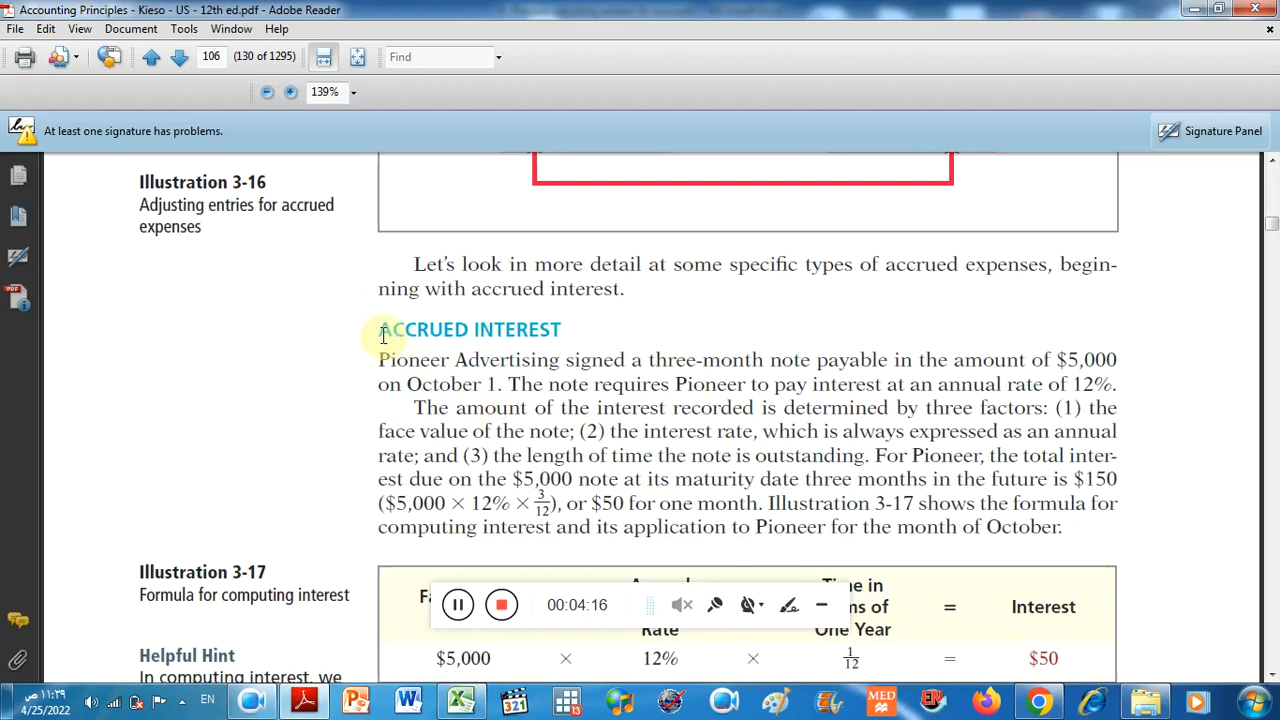 Accounting Principles - Kieso - US - 12th ed.pdf - Adobe Reader
File Edit View Document Tools Window Help
106 (130 of 1295) Find
139%
At least one signature has problems. Signature Panel
Illustration 3-16
Adjusting entries for accrued
expenses
Let's look in more detail at some specific types of accrued expenses, begin-
ning with accrued interest.
ACCRUED INTEREST
Pioneer Advertising signed a three-month note payable in the amount of $5,000
on October 1. The note requires Pioneer to pay interest at an annual rate of 12%.
The amount of the interest recorded is determined by three factors: (1) the
face value of the note; (2) the interest rate, which is always expressed as an annual
rate; and (3) the length of time the note is outstanding. For Pioneer, the total inter-
est due on the $5,000 note at its maturity date three months in the future is $150
($5,000 × 12% × 3/12), or $50 for one month. Illustration 3-17 shows the formula for
computing interest and its application to Pioneer for the month of October.
Illustration 3-17
Formula for computing interest
Time in
of
One Year
= Interest
Rate
00:04:16
$5,000 × 12% × 1/12 = $50
Helpful Hint
In computing interest, we
EN
321
13
MED
EN
١١:٢٩ ص
4/25/2022